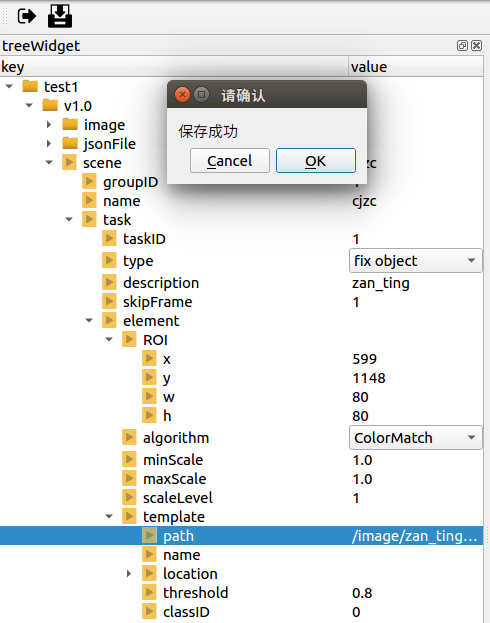 treeWidget
key value
test1
v1.0
请确认
image
保存成功
jsonFile
Cancel OK
scene
groupID
name cjzc
task
taskID 1
type fix object
description zan_ting
skipFrame 1
element
ROI
x 599
y 1148
w 80
h 80
algorithm ColorMatch
minScale 1.0
maxScale 1.0
scaleLevel 1
template
path /image/zan_ting...
name
location
threshold 0.8
classID 0